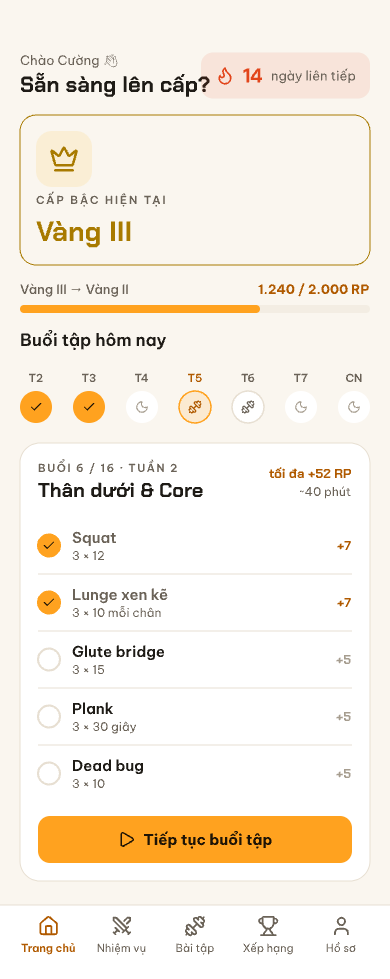 Chào Cường 👋
Sẵn sàng lên cấp?
14 ngày liên tiếp
CẤP BẬC HIỆN TẠI
Vàng III
Vàng III → Vàng II
1.240 / 2.000 RP
Buổi tập hôm nay
T2 T3 T4 T5 T6 T7 CN
BUỔI 6 / 16 · TUẦN 2
Thân dưới & Core
tối đa +52 RP
~40 phút
Squat
3 × 12
+7
Lunge xen kẽ
3 × 10 mỗi chân
+7
Glute bridge
3 × 15
+5
Plank
3 × 30 giây
+5
Dead bug
3 × 10
+5
Tiếp tục buổi tập
Trang chủ Nhiệm vụ Bài tập Xếp hạng Hồ sơ